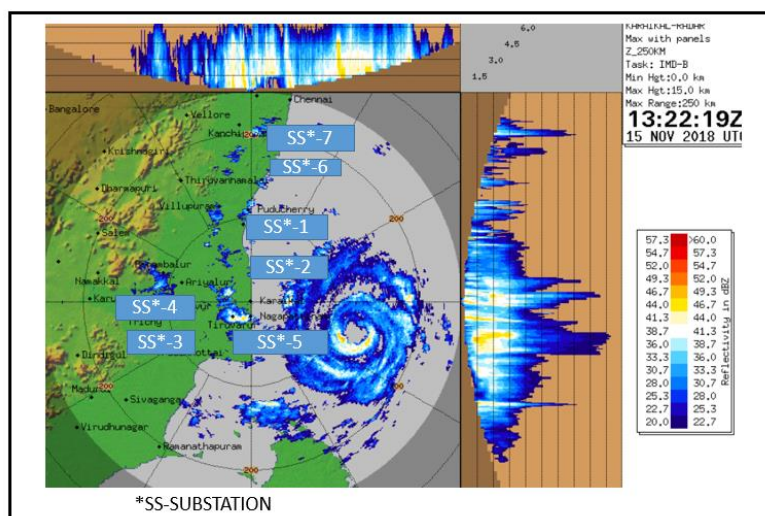 6.0
4.5
3.0
1.5
KARAIKAL-RADAR
Max with panels
Z_250KM
Task: IMD-B
Min Hgt:0.0 km
Max Hgt:15.0 km
Max Range:250 km
13:22:19Z
15 NOV 2018 UTC
Chennai
Bangalore
Vellore
Kanchi
SS*-7
Krishnagiri
SS*-6
Thiruvanhamal
Dharmapuri
Villupuram
Puducherry
200
200
SS*-1
Salem
SS*-2
Ariyalur
Namakkal
Karaikal
SS*-4
Trichy
Tiruvaru
SS*-3
SS*-5
Dindigul
200
Madurai
Sivaganga
Virudhunagar
Ramanathapuram
200
57.3 >60.0
54.7 57.3
52.0 54.7
49.3 52.0
46.7 49.3
44.0 46.7
41.3 44.0
38.7 41.3
36.0 38.7
33.3 36.0
30.7 33.3
28.0 30.7
25.3 28.0
22.7 25.3
20.0 22.7
Reflectivity in dBZ
*SS-SUBSTATION